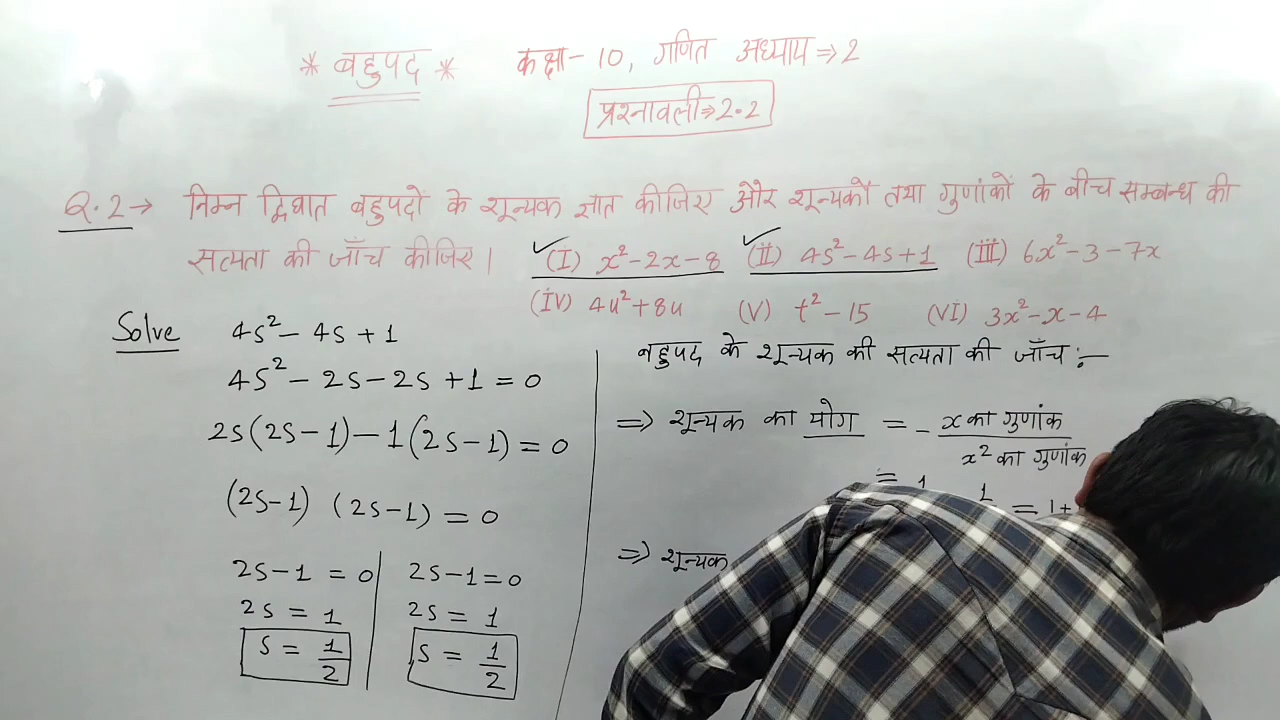 * बहुपद * कक्षा-10, गणित अध्याय⇒2
प्रश्नावली⇒2.2
Q.2→ निम्न द्विघात बहुपदों के शून्यक ज्ञात कीजिए और शून्यकों तथा गुणांकों के बीच सम्बन्ध की
सत्यता की जाँच कीजिए। (I) x²-2x-8 (II) 4s²-4s+1 (III) 6x²-3-7x
(IV) 4u²+8u (V) t²-15 (VI) 3x²-x-4
Solve 4s²-4s+1
4s²-2s-2s+1=0
2s(2s-1)-1(2s-1)=0
(2s-1) (2s-1)=0
2s-1=0 2s-1=0
2s=1 2s=1
s=1/2 s=1/2
बहुपद के शून्यक की सत्यता की जाँच:-
⇒ शून्यक का योग = - x का गुणांक / x² का गुणांक
= 1 1 = 1+
⇒ शून्यक